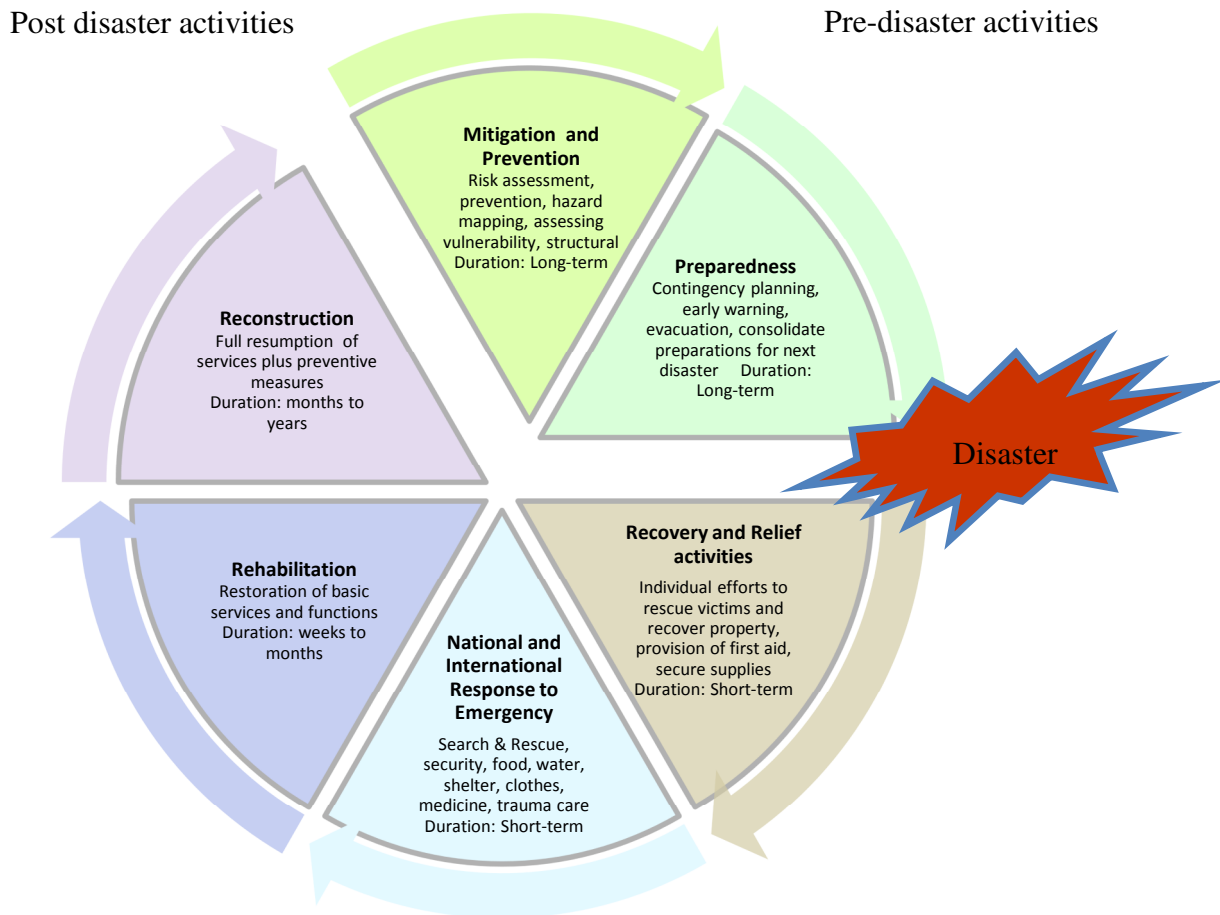 Post disaster activities
Pre-disaster activities
Mitigation and
Prevention
Risk assessment,
prevention, hazard
mapping, assessing
vulnerability, structural
Duration: Long-term
Preparedness
Contingency planning,
early warning,
evacuation, consolidate
preparations for next
disaster Duration:
Long-term
Disaster
Recovery and Relief
activities
Individual efforts to
rescue victims and
recover property,
provision of first aid,
secure supplies
Duration: Short-term
National and
International
Response to
Emergency
Search & Rescue,
security, food, water,
shelter, clothes,
medicine, trauma care
Duration: Short-term
Rehabilitation
Restoration of basic
services and functions
Duration: weeks to
months
Reconstruction
Full resumption of
services plus preventive
measures
Duration: months to
years